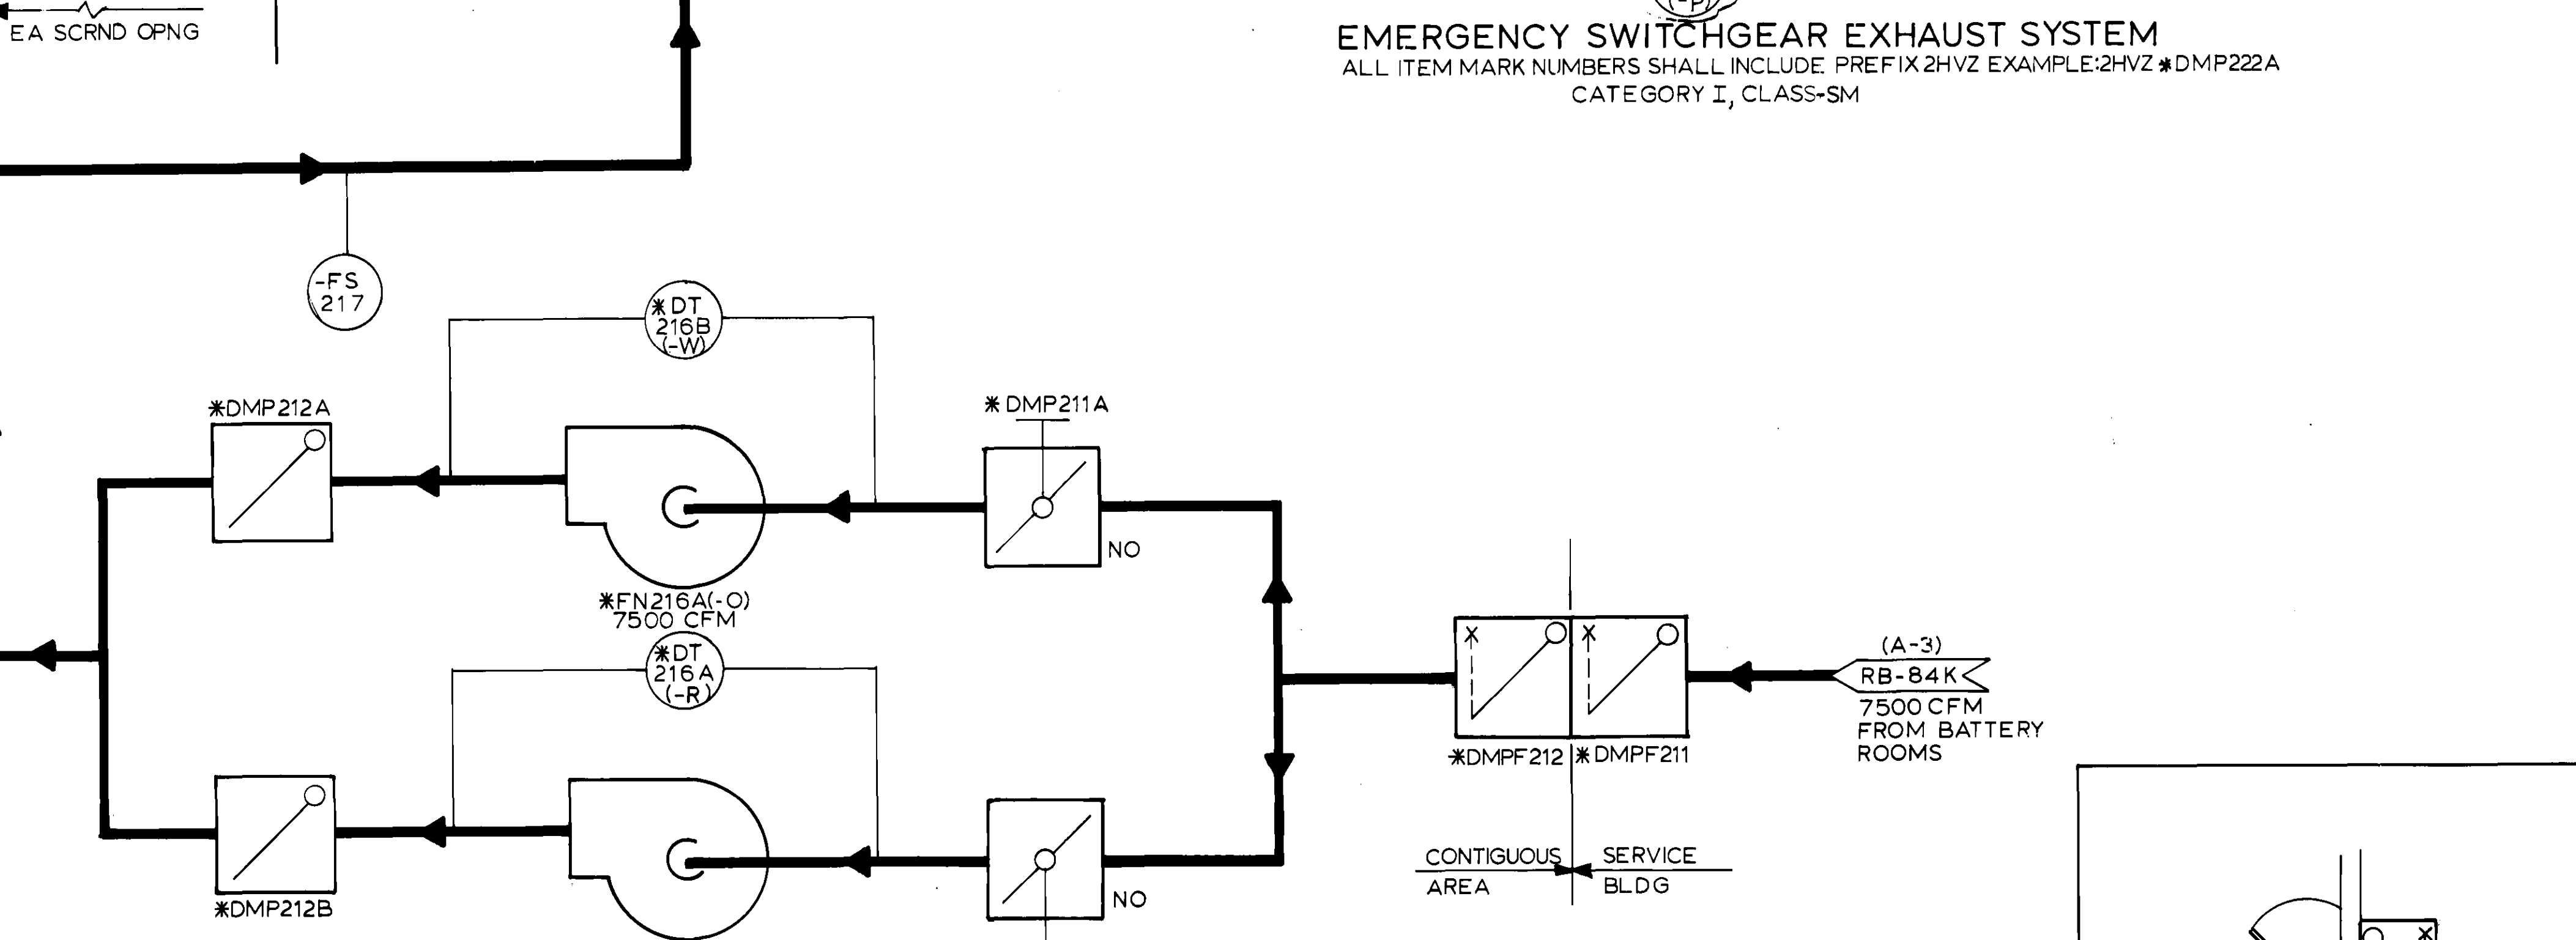 EA SCRND OPNG
(-P)
EMERGENCY SWITCHGEAR EXHAUST SYSTEM
ALL ITEM MARK NUMBERS SHALL INCLUDE PREFIX 2HVZ EXAMPLE:2HVZ*DMP222A
CATEGORY I, CLASS-SM
-FS
217
*DT
216B
(-W)
*DMP212A
*DMP211A
NO
*FN216A(-O)
7500 CFM
*DT
216A
(-R)
X
X
(A-3)
RB-84K
7500 CFM
FROM BATTERY
ROOMS
*DMPF212
*DMPF211
*DMP212B
NO
CONTIGUOUS
AREA
SERVICE
BLDG
X